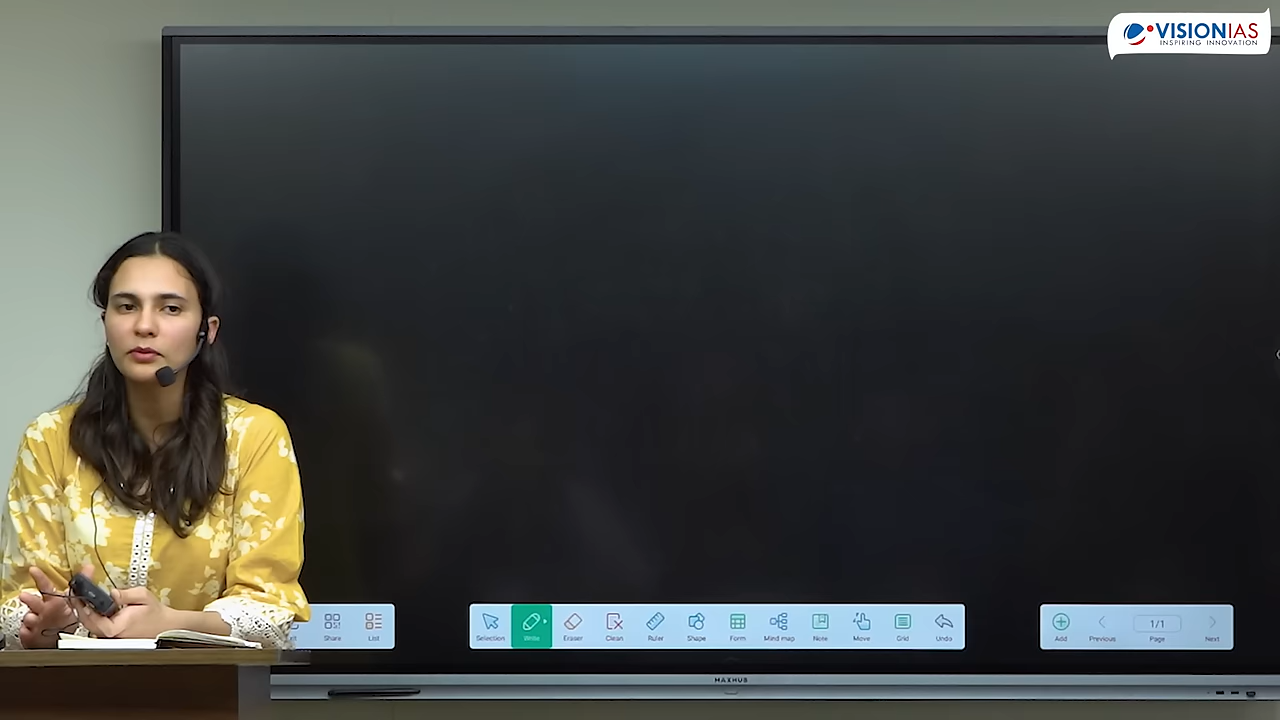 VISIONIAS
INSPIRING INNOVATION
Share
List
Selection
Write
Eraser
Clean
Ruler
Shape
Form
Mind map
Note
Move
Grid
Undo
Add
Previous
1/1
Page
Next
MAXHUB